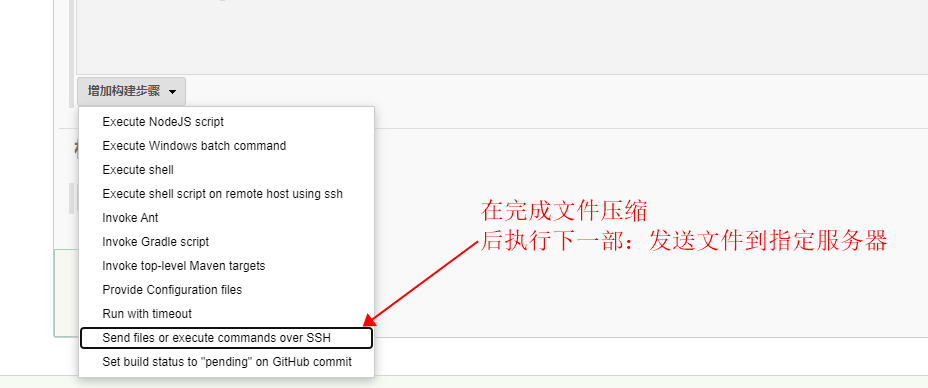 增加构建步骤
Execute NodeJS script
Execute Windows batch command
Execute shell
Execute shell script on remote host using ssh
Invoke Ant
Invoke Gradle script
Invoke top-level Maven targets
Provide Configuration files
Run with timeout
Send files or execute commands over SSH
Set build status to "pending" on GitHub commit
在完成文件压缩
后执行下一部：发送文件到指定服务器